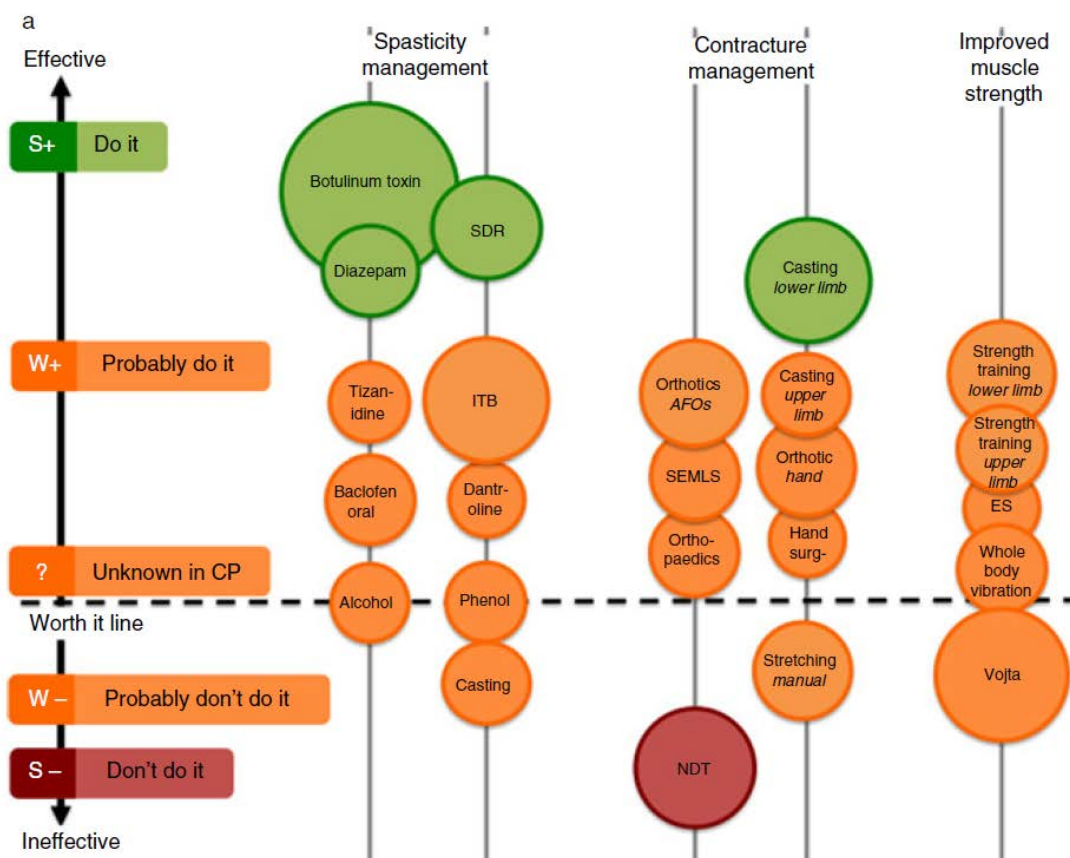 a
Effective
Spasticity
management
Contracture
management
Improved
muscle
strength
S+ Do it
Botulinum toxin
SDR
Diazepam
Casting
lower limb
W+ Probably do it
Tizan-
idine
ITB
Orthotics
AFOs
Casting
upper
limb
Strength
training
lower limb
Strength
training
upper
limb
Baclofen
oral
Dantr-
oline
SEMLS
Orthotic
hand
ES
Ortho-
paedics
Hand
surg-
Whole
body
vibration
? Unknown in CP
Alcohol
Phenol
Worth it line
W – Probably don't do it
Casting
Stretching
manual
Vojta
S – Don't do it
NDT
Ineffective